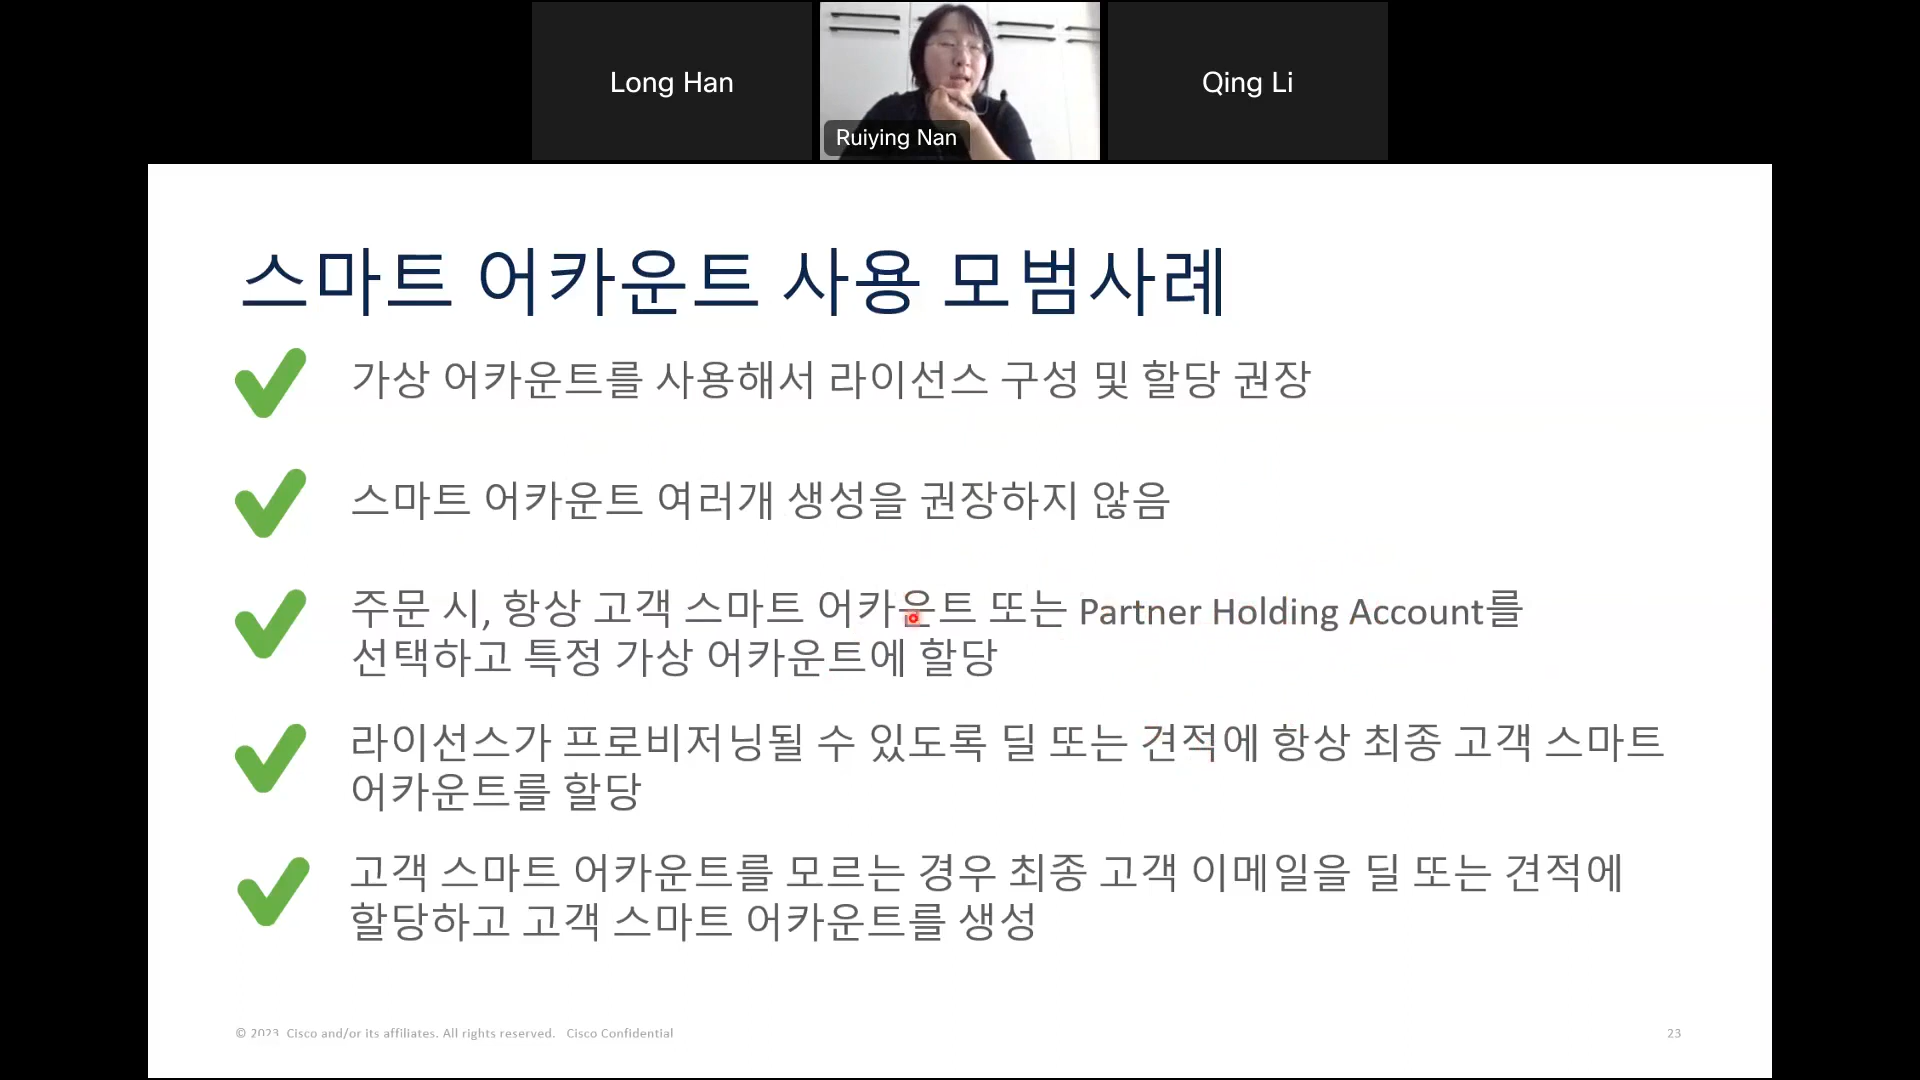 Long Han
Ruiying Nan
Qing Li
스마트 어카운트 사용 모범사례
가상 어카운트를 사용해서 라이선스 구성 및 할당 권장
스마트 어카운트 여러개 생성을 권장하지 않음
주문 시, 항상 고객 스마트 어카운트 또는 Partner Holding Account를
선택하고 특정 가상 어카운트에 할당
라이선스가 프로비저닝될 수 있도록 딜 또는 견적에 항상 최종 고객 스마트
어카운트를 할당
고객 스마트 어카운트를 모르는 경우 최종 고객 이메일을 딜 또는 견적에
할당하고 고객 스마트 어카운트를 생성
© 2023 Cisco and/or its affiliates. All rights reserved. Cisco Confidential
23